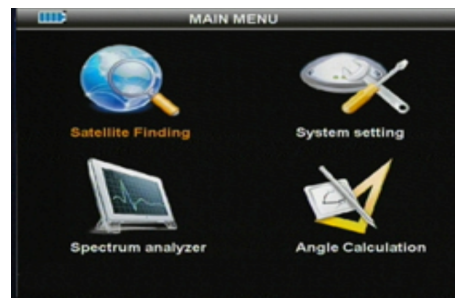 MAIN MENU
Satellite Finding
System setting
Spectrum analyzer
Angle Calculation